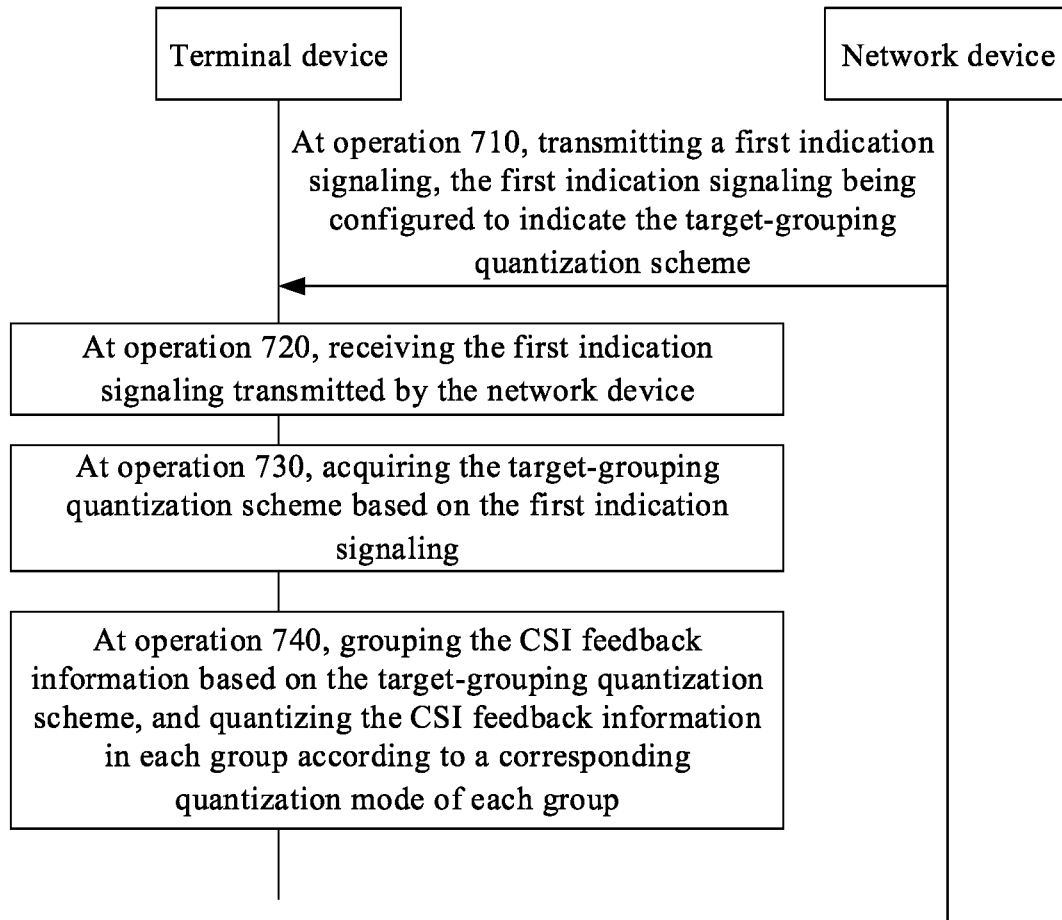 Terminal device
Network device
At operation 710, transmitting a first indication
signaling, the first indication signaling being
configured to indicate the target-grouping
quantization scheme
At operation 720, receiving the first indication
signaling transmitted by the network device
At operation 730, acquiring the target-grouping
quantization scheme based on the first indication
signaling
At operation 740, grouping the CSI feedback
information based on the target-grouping quantization
scheme, and quantizing the CSI feedback information
in each group according to a corresponding
quantization mode of each group